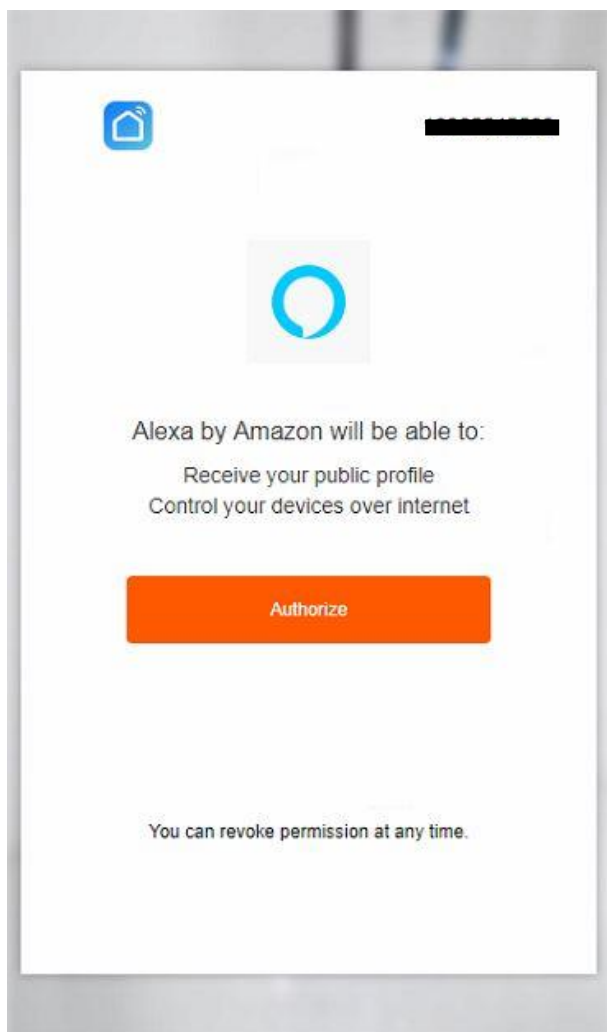 Alexa by Amazon will be able to:
Receive your public profile
Control your devices over internet
Authorize
You can revoke permission at any time.